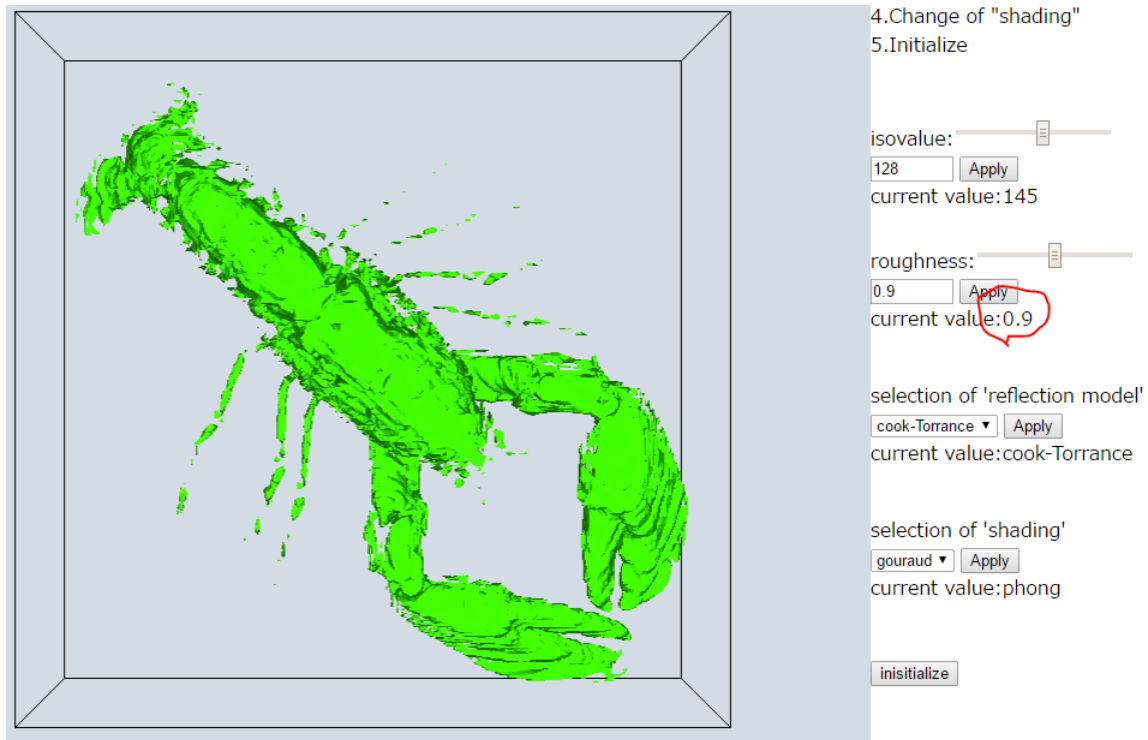 4.Change of "shading"
5.Initialize
isovalue:
128 Apply
current value:145
roughness:
0.9 Apply
current value:0.9
selection of 'reflection model'
cook-Torrance Apply
current value:cook-Torrance
selection of 'shading'
gouraud Apply
current value:phong
inisitialize